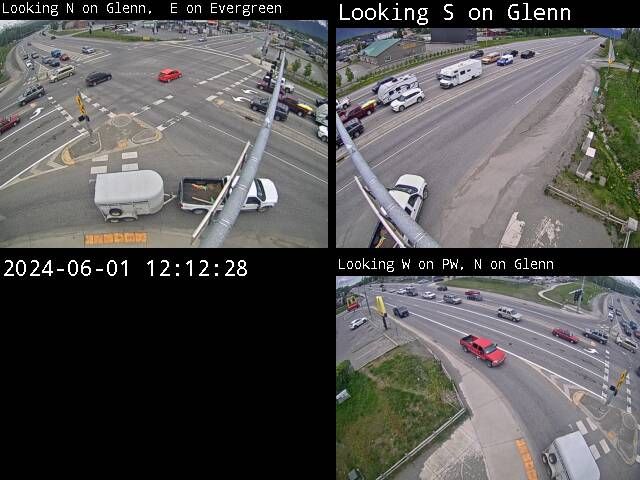 Looking N on Glenn, E on Evergreen
Looking S on Glenn
2024-06-01 12:12:28
Looking W on PW, N on Glenn